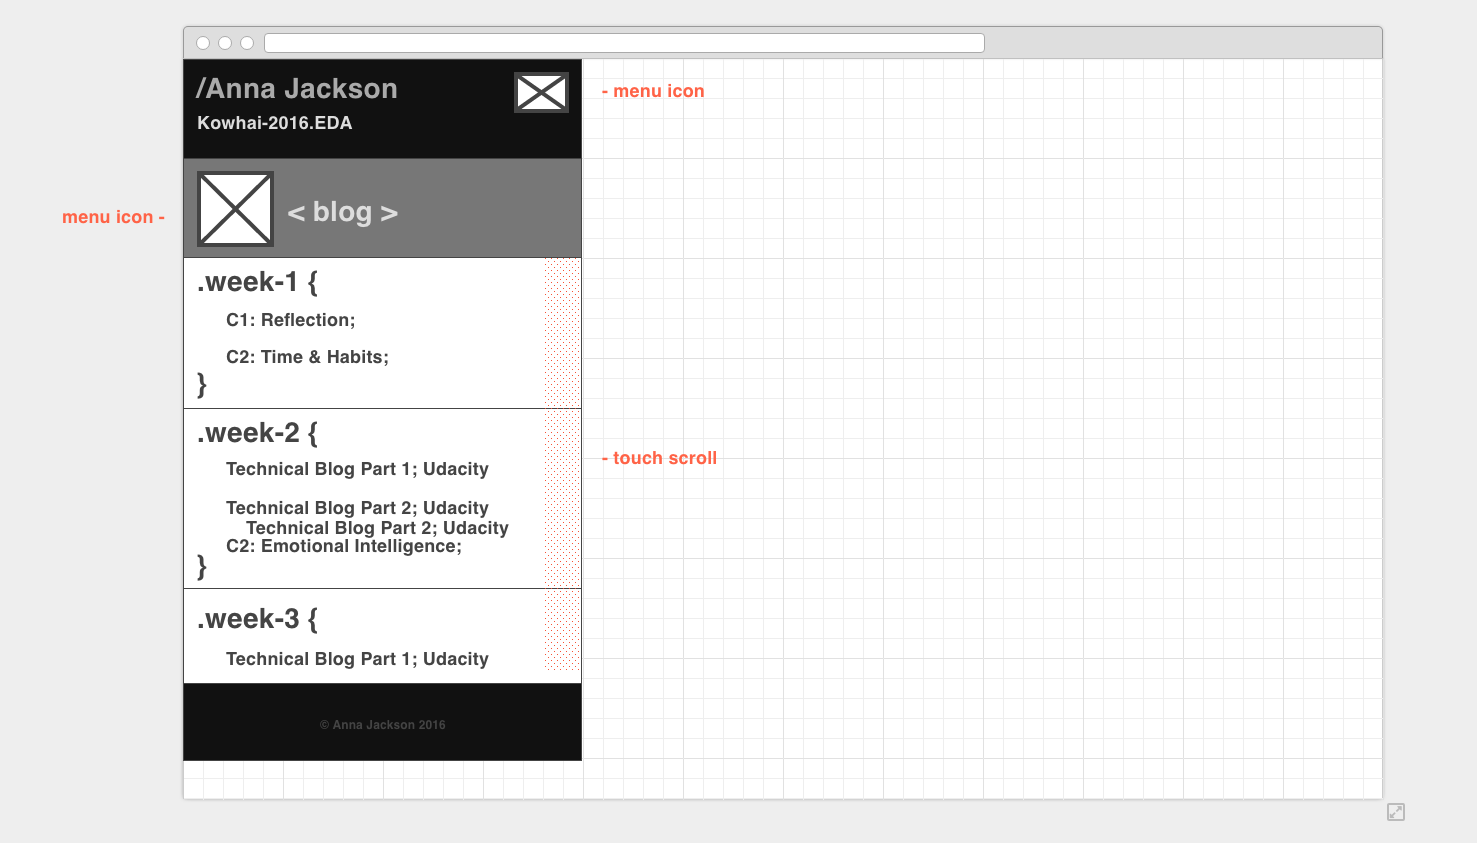 /Anna Jackson
Kowhai-2016.EDA
- menu icon
menu icon -
< blog >
.week-1 {
C1: Reflection;
C2: Time & Habits;
}
.week-2 {
Technical Blog Part 1; Udacity
Technical Blog Part 2; Udacity
Technical Blog Part 2; Udacity
C2: Emotional Intelligence;
}
- touch scroll
.week-3 {
Technical Blog Part 1; Udacity
© Anna Jackson 2016